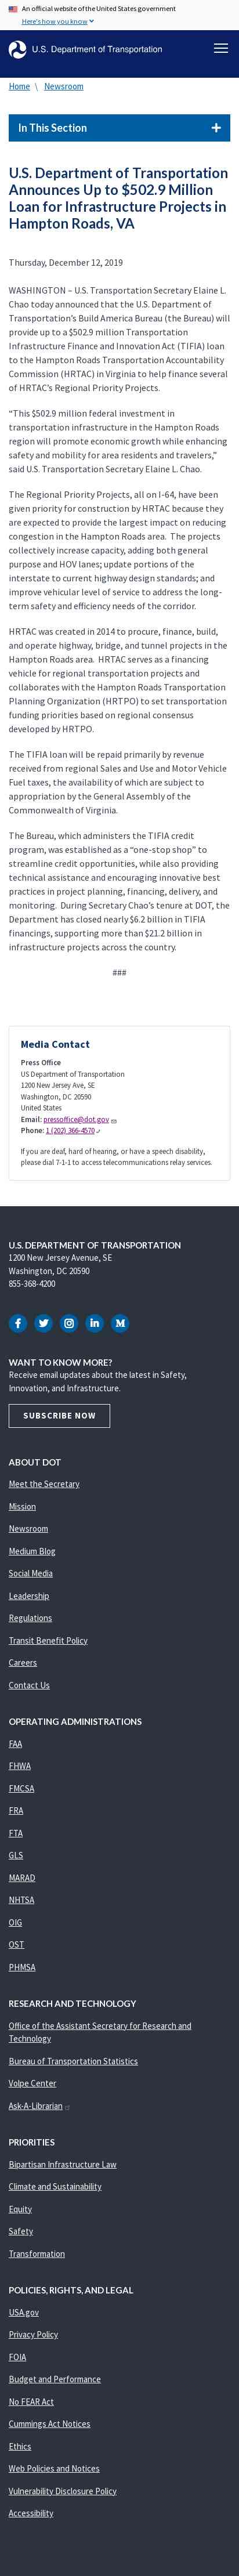 An official website of the United States government
Here's how you know
U.S. Department of Transportation
Home \ Newsroom
In This Section
U.S. Department of Transportation
Announces Up to $502.9 Million
Loan for Infrastructure Projects in
Hampton Roads, VA
Thursday, December 12, 2019
WASHINGTON – U.S. Transportation Secretary Elaine L.
Chao today announced that the U.S. Department of
Transportation’s Build America Bureau (the Bureau) will
provide up to a $502.9 million Transportation
Infrastructure Finance and Innovation Act (TIFIA) loan
to the Hampton Roads Transportation Accountability
Commission (HRTAC) in Virginia to help finance several
of HRTAC’s Regional Priority Projects.
“This $502.9 million federal investment in
transportation infrastructure in the Hampton Roads
region will promote economic growth while enhancing
safety and mobility for area residents and travelers,”
said U.S. Transportation Secretary Elaine L. Chao.
The Regional Priority Projects, all on I-64, have been
given priority for construction by HRTAC because they
are expected to provide the largest impact on reducing
congestion in the Hampton Roads area.  The projects
collectively increase capacity, adding both general
purpose and HOV lanes, update portions of the
interstate to current highway design standards, and
improve reliability of service to address the long-
term safety and efficiency needs of the corridor.
HRTAC was created in 2014 to procure, finance, build,
and operate highway, bridge, and tunnel projects in the
Hampton Roads area.  HRTAC serves as a financing
vehicle for regional transportation projects and
collaborates with the Hampton Roads Transportation
Planning Organization (HRTPO) to set transportation
funding priorities based on regional consensus
developed by HRTPO.
The TIFIA loan will be repaid primarily by revenue
received from regional Sales and Use and Motor Vehicle
Fuel taxes, the availability of which are subject to
appropriation by the General Assembly of the
Commonwealth of Virginia.
The Bureau, which administers the TIFIA credit
program, was established as a “one-stop shop” to
streamline credit opportunities, while also providing
technical assistance and encouraging innovative best
practices in project planning, financing, delivery, and
monitoring.  During Secretary Chao’s tenure at DOT, the
Department has closed nearly $6.2 billion in TIFIA
financings, supporting more than $21.2 billion in
infrastructure projects across the country.
###
Media Contact
Press Office
US Department of Transportation
1200 New Jersey Ave, SE
Washington, DC 20590
United States
Email: pressoffice@dot.gov
Phone: 1 (202) 366-4570
If you are deaf, hard of hearing, or have a speech disability,
please dial 7-1-1 to access telecommunications relay services.
U.S. DEPARTMENT OF TRANSPORTATION
1200 New Jersey Avenue, SE
Washington, DC 20590
855-368-4200
WANT TO KNOW MORE?
Receive email updates about the latest in Safety,
Innovation, and Infrastructure.
SUBSCRIBE NOW
ABOUT DOT
Meet the Secretary
Mission
Newsroom
Medium Blog
Social Media
Leadership
Regulations
Transit Benefit Policy
Careers
Contact Us
OPERATING ADMINISTRATIONS
FAA
FHWA
FMCSA
FRA
FTA
GLS
MARAD
NHTSA
OIG
OST
PHMSA
RESEARCH AND TECHNOLOGY
Office of the Assistant Secretary for Research and
Technology
Bureau of Transportation Statistics
Volpe Center
Ask-A-Librarian
PRIORITIES
Bipartisan Infrastructure Law
Climate and Sustainability
Equity
Safety
Transformation
POLICIES, RIGHTS, AND LEGAL
USA.gov
Privacy Policy
FOIA
Budget and Performance
No FEAR Act
Cummings Act Notices
Ethics
Web Policies and Notices
Vulnerability Disclosure Policy
Accessibility